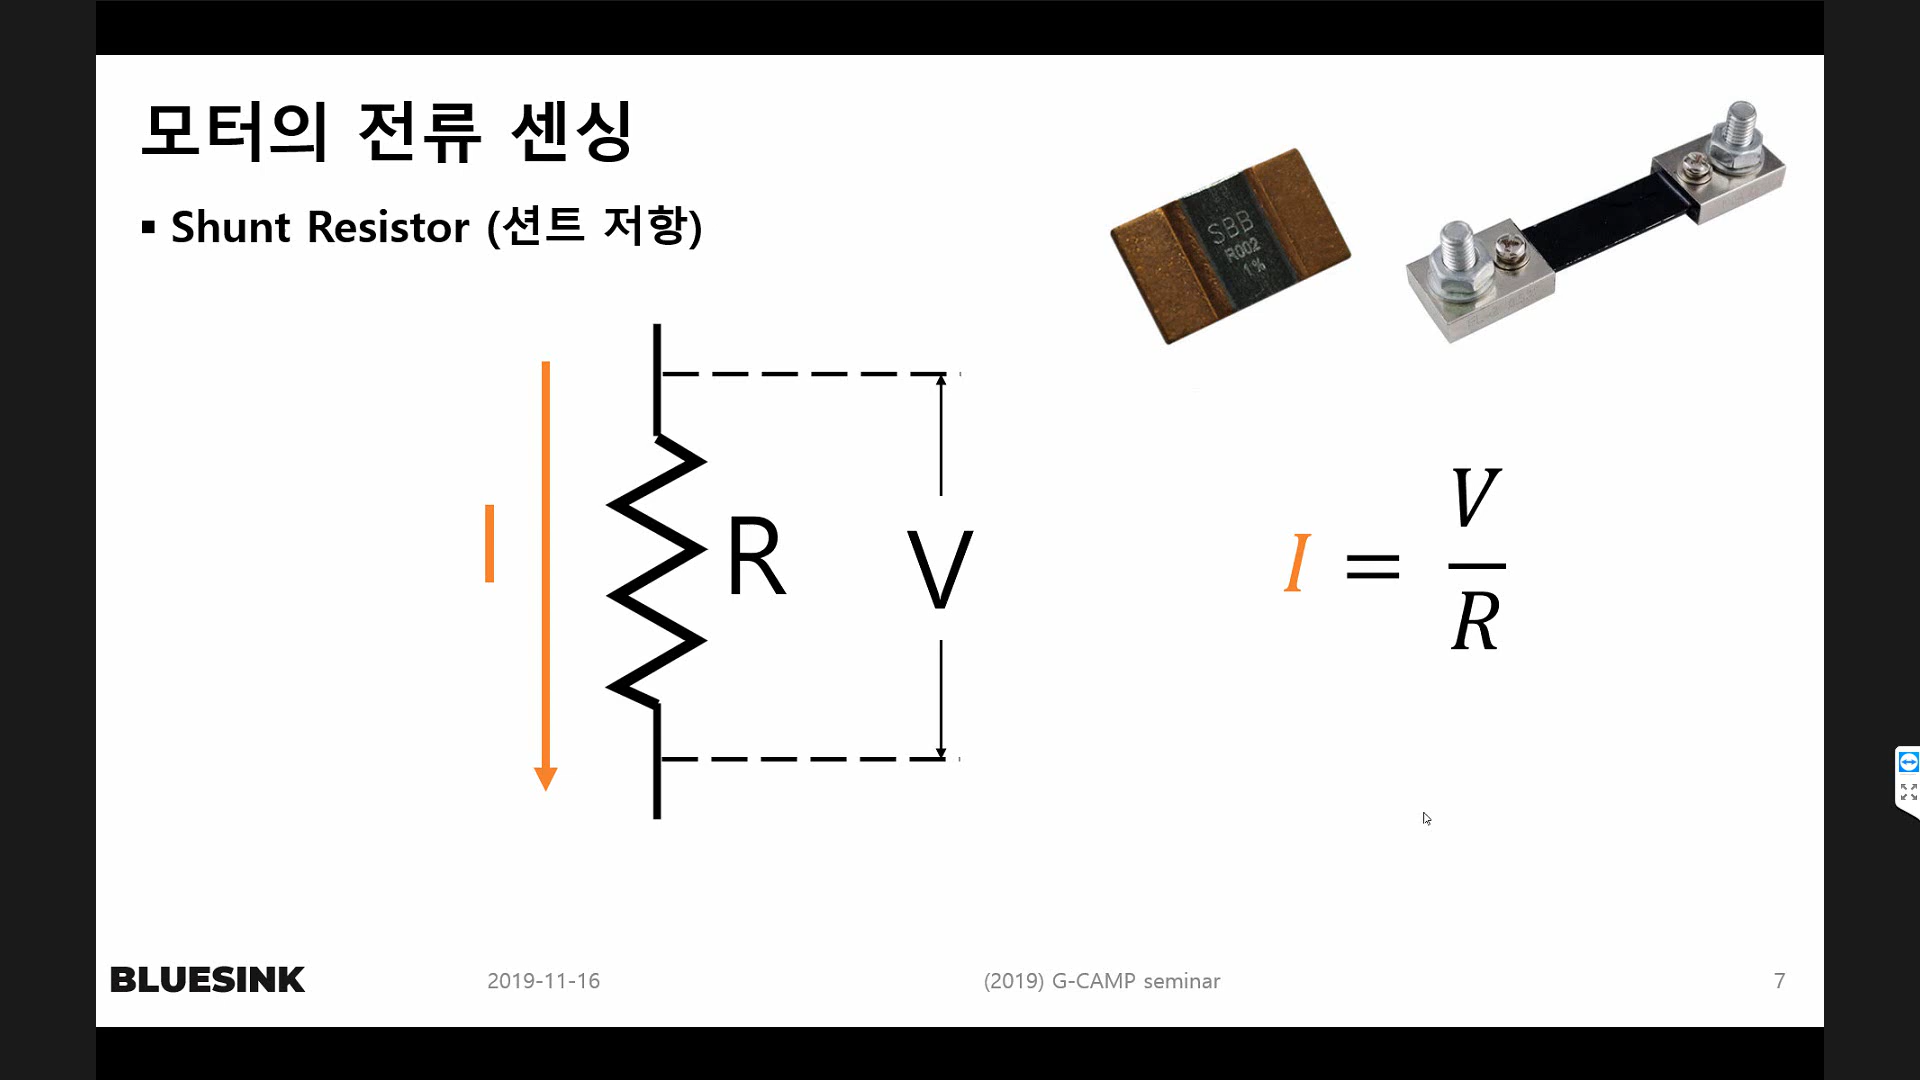 모터의 전류 센싱
▪ Shunt Resistor (션트 저항)
SBB
R002
1%
I
R
V
I = V/R
BLUESINK
2019-11-16
(2019) G-CAMP seminar
7